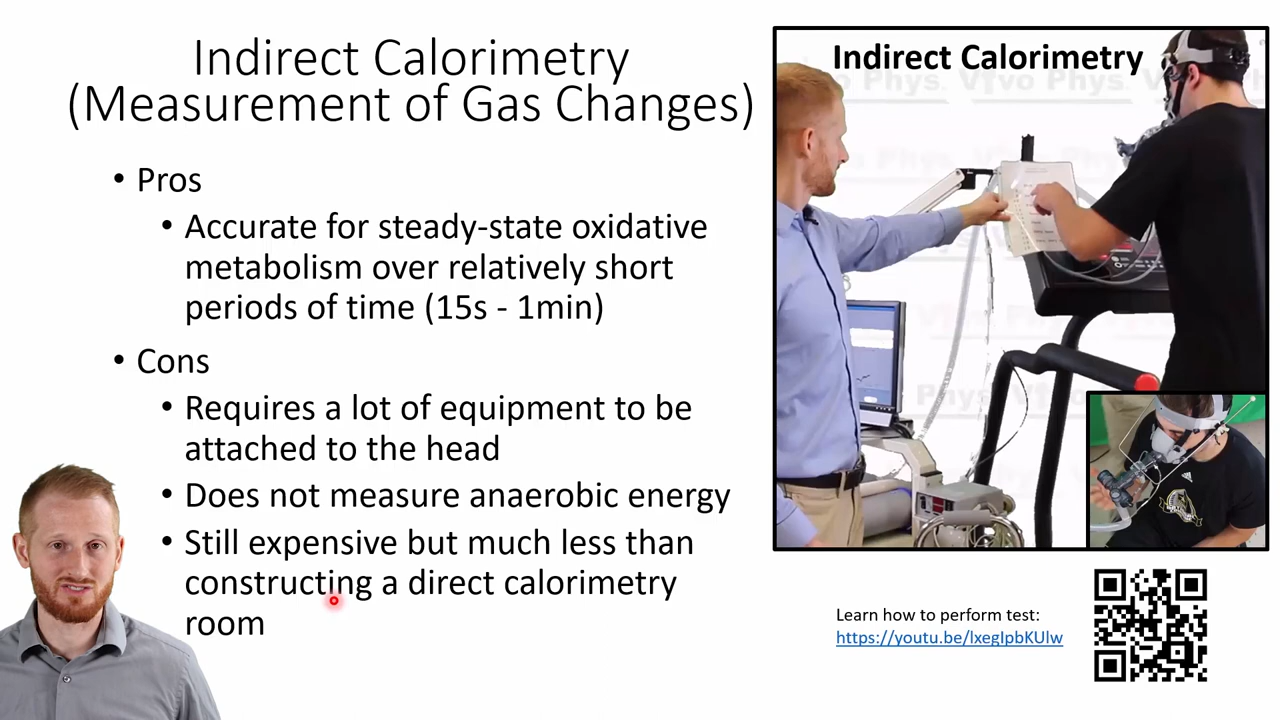 Indirect Calorimetry
(Measurement of Gas Changes)
• Pros
• Accurate for steady-state oxidative
metabolism over relatively short
periods of time (15s - 1min)
• Cons
• Requires a lot of equipment to be
attached to the head
• Does not measure anaerobic energy
• Still expensive but much less than
constructing a direct calorimetry
room
Indirect Calorimetry
Learn how to perform test:
https://youtu.be/lxegIpbKUlw